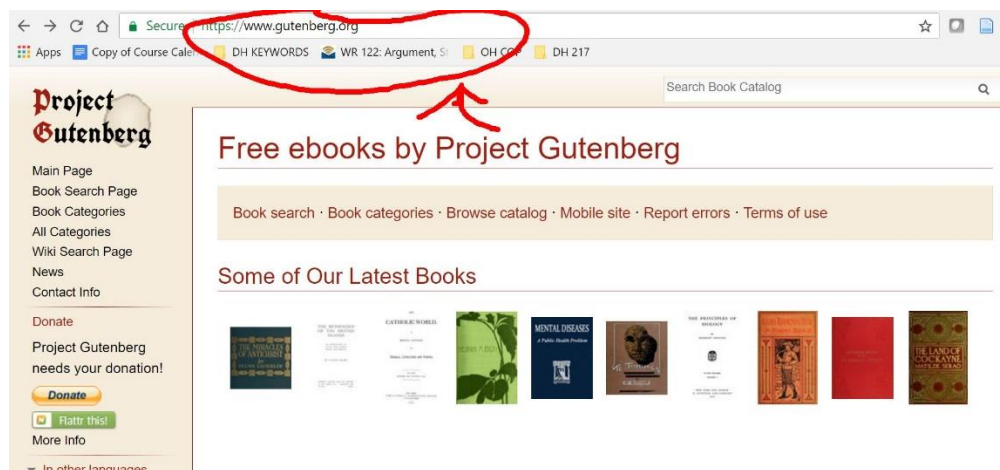 Secure https://www.gutenberg.org
Apps Copy of Course Cale DH KEYWORDS WR 122: Argument, S OH COP DH 217
Search Book Catalog
Project
Gutenberg
Main Page
Book Search Page
Book Categories
All Categories
Wiki Search Page
News
Contact Info
Donate
Project Gutenberg
needs your donation!
Donate
Flattr this!
More Info
In other languages
Free ebooks by Project Gutenberg
Book search · Book categories · Browse catalog · Mobile site · Report errors · Terms of use
Some of Our Latest Books
THE MIRACLES
OF ANTICHRIST
CATHOLIC WORLD.
MENTAL DISEASES
A Public Health Problem
THE PRINCIPLES OF
BIOLOGY
THE LAND OF
COCKAYNE
MATILDE SERAO